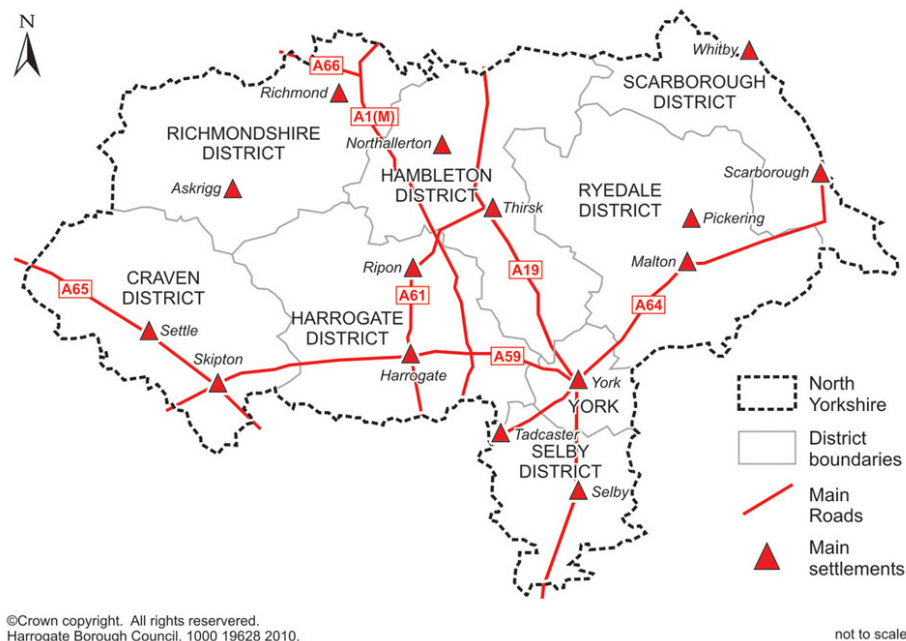 N
Whitby
A66
SCARBOROUGH
DISTRICT
Richmond
A1(M)
RICHMONDSHIRE
DISTRICT
Northallerton
HAMBLETON
DISTRICT
Scarborough
Askrigg
RYEDALE
DISTRICT
Thirsk
Pickering
Ripon
A19
Malton
CRAVEN
DISTRICT
A65
A61
A64
HARROGATE
DISTRICT
Settle
Skipton
A59
Harrogate
York
YORK
Tadcaster
SELBY
DISTRICT
Selby
North
Yorkshire
District
boundaries
Main
Roads
Main
settlements
©Crown copyright. All rights resererved.
Harrogate Borough Council. 1000 19628 2010.
not to scale